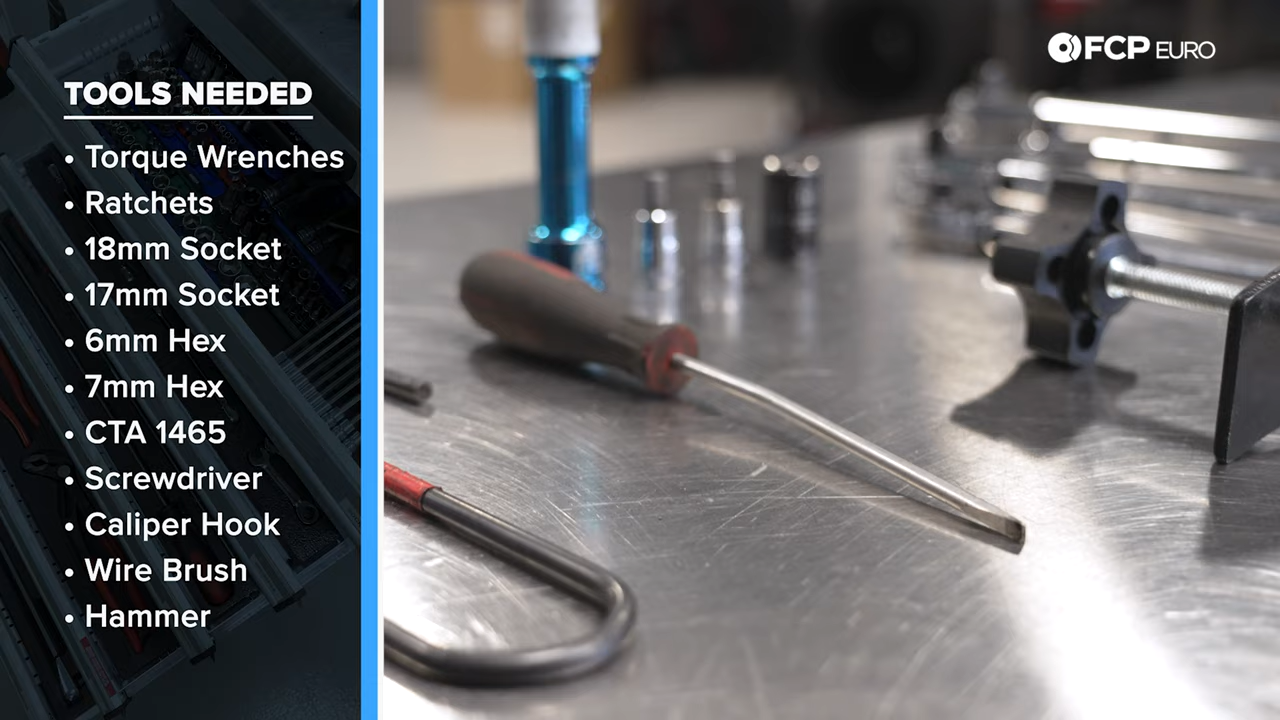 TOOLS NEEDED
• Torque Wrenches
• Ratchets
• 18mm Socket
• 17mm Socket
• 6mm Hex
• 7mm Hex
• CTA 1465
• Screwdriver
• Caliper Hook
• Wire Brush
• Hammer
FCP EURO